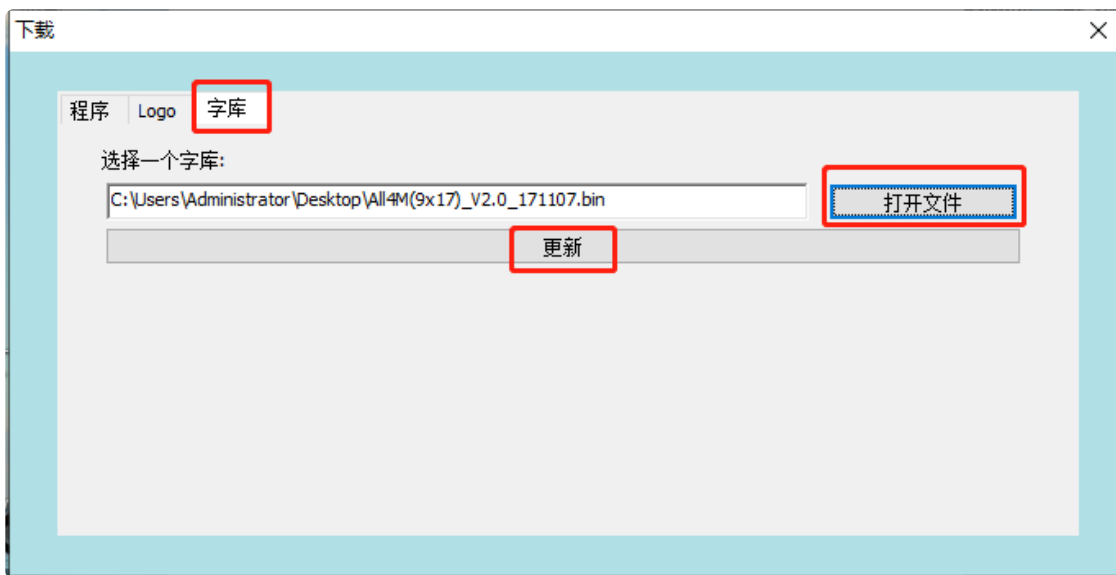 下载
程序 Logo 字库
选择一个字库:
C:\Users\Administrator\Desktop\All4M(9x17)_V2.0_171107.bin 打开文件
更新